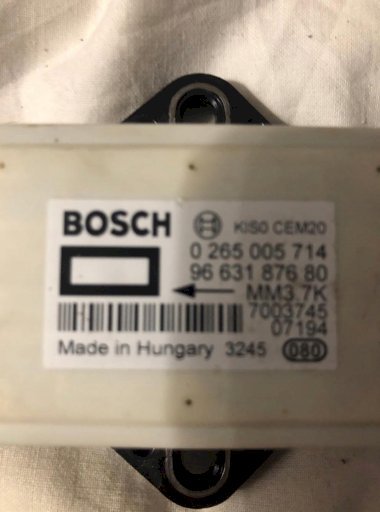 BOSCH KIS0 CEM20
0 265 005 714
96 631 876 80
MM3.7K
7003745
07194
Made in Hungary 3245 080